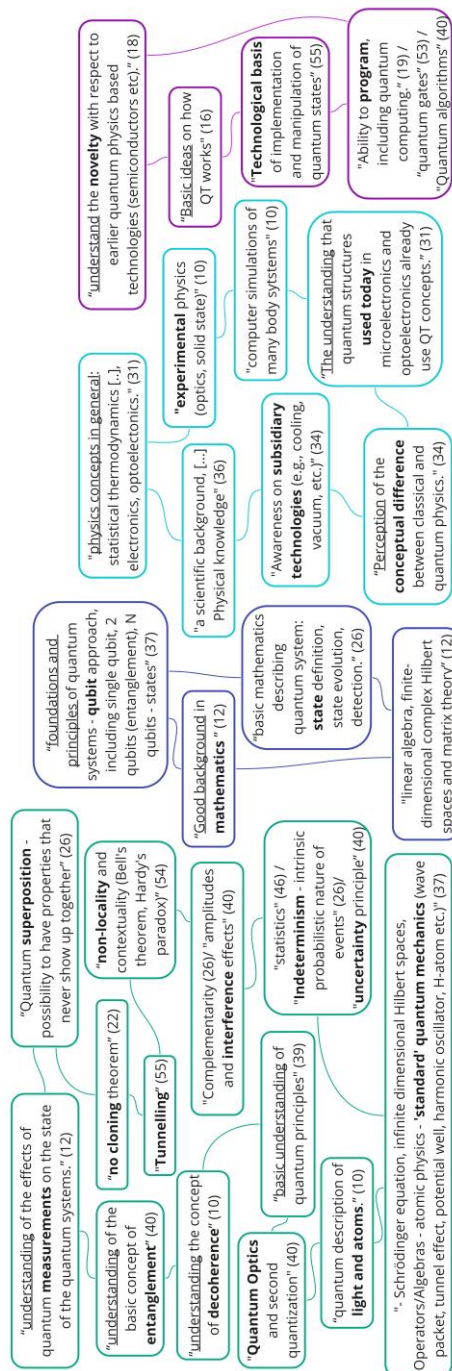 “understanding of the effects of
quantum measurements on the state
of the quantum systems.” (12)
“Quantum superposition -
possibility to have properties that
never show up together” (26)
“no cloning theorem” (22)
"non-locality and
contextuality (Bell's
theorem, Hardy's
paradox)” (54)
“understanding of the
basic concept of
entanglement” (40)
"Tunnelling” (55)
"understanding the concept
of decoherence" (10)
"Complementarity (26)/ "amplitudes
and interference effects” (40)
"Quantum Optics
and second
quantization" (40)
"basic understanding of
quantum principles" (39)
"statistics" (46) /
"Indeterminism - intrinsic
probabilistic nature of
events" (26)/
"uncertainty principle” (40)
“quantum description of
light and atoms.” (10)
"- Schrödinger equation, infinite dimensional Hilbert spaces,
Operators/Algebras - atomic physics - 'standard' quantum mechanics (wave
packet, tunnel effect, potential well, harmonic oscillator, H-atom etc.)" (37)
“foundations and
principles of quantum
systems - qubit approach,
including single qubit, 2
qubits (entanglement), N
qubits - states” (37)
“Good background in
mathematics ” (12)
"basic mathematics
describing
quantum system:
state definition,
state evolution,
detection.” (26)
"linear algebra, finite-
dimensional complex Hilbert
spaces and matrix theory” (12)
"physics concepts in general:
statistical thermodynamics [..],
electronics, optoelectonics." (31)
"a scientific background, [...]
Physical knowledge" (36)
"experimental physics
(optics, solid state)" (10)
"Awareness on subsidiary
technologies (e.g., cooling,
vacuum, etc.)” (34)
"computer simulations of
many body sytstems" (10)
“Perception of the
conceptual difference
between classical and
quantum physics." (34)
“The understanding that
quantum structures
used today in
microelectronics and
optoelectronics already
use QT concepts.” (31)
“understand the novelty with respect to
earlier quantum physics based
technologies (semiconductors etc).” (18)
“Basic ideas on how
QT works" (16)
"Technological basis
of implementation
and manipulation of
quantum states” (55)
"Ability to program,
including quantum
computing.” (19) /
“quantum gates” (53) /
“Quantum algorithms” (40)